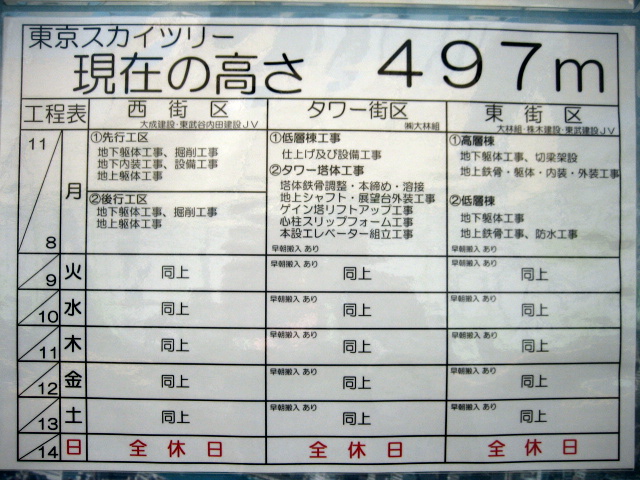 東京スカイツリー
現在の高さ 497m
工程表 西街区 タワー街区 東街区
大成建設・東武谷内田建設JV ㈱大林組 大林組・株木建設・東武建設JV
11
8
月
①先行工区
地下躯体工事、掘削工事
地下内装工事、設備工事
地上躯体工事
②後行工区
地下躯体工事、掘削工事
地上躯体工事
①低層棟工事
仕上げ及び設備工事
②タワー塔体工事
塔体鉄骨調整・本締め・溶接
地上シャフト・展望台外装工事
ゲイン塔リフトアップ工事
心柱スリップフォーム工事
本設エレベーター組立工事
早朝搬入 あり
①高層棟
地下躯体工事、切梁架設
地上鉄骨・躯体・内装・外装工事
②低層棟
地下躯体工事
地上鉄骨工事、防水工事
早朝搬入 あり
9 火 同上 早朝搬入 あり 同上 早朝搬入 あり 同上
10 水 同上 早朝搬入 あり 同上 早朝搬入 あり 同上
11 木 同上 早朝搬入 あり 同上 早朝搬入 あり 同上
12 金 同上 早朝搬入 あり 同上 早朝搬入 あり 同上
13 土 同上 早朝搬入 あり 同上 早朝搬入 あり 同上
14 日 全休日 全休日 全休日